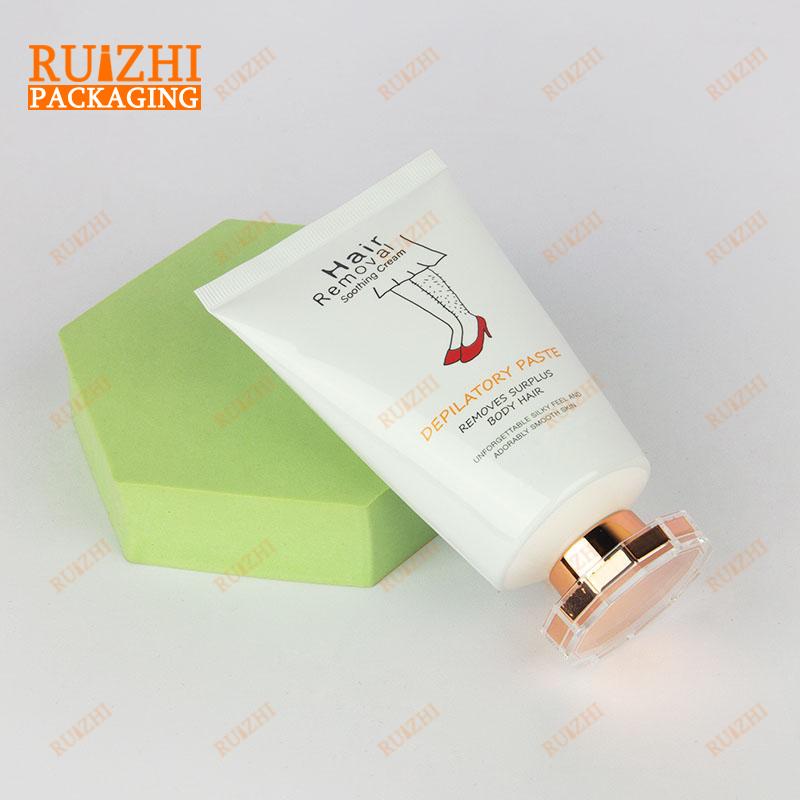 RUIZHI
PACKAGING
Hair
Removal
Soothing Cream
DEPILATORY PASTE
REMOVES SURPLUS
BODY HAIR
UNFORGETTABLE SILKY FEEL AND
ADORABLY SMOOTH SKIN